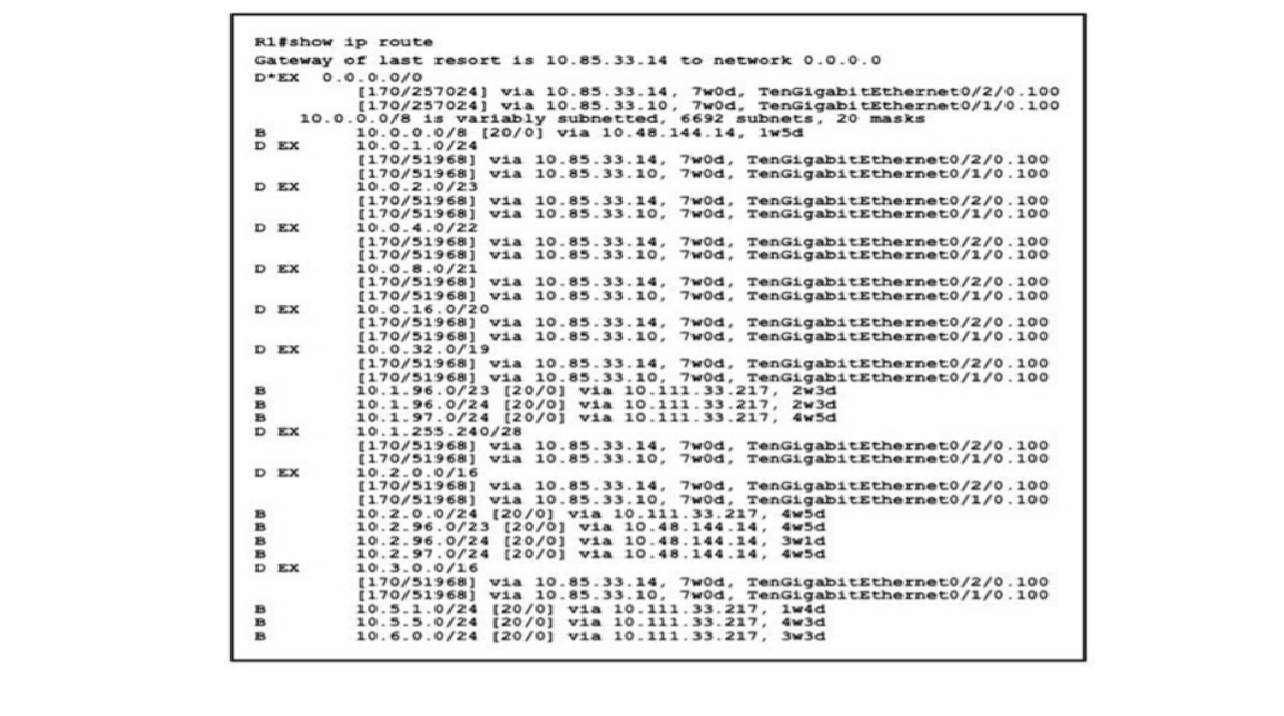 R1#show ip route
Gateway of last resort is 10.85.33.14 to network 0.0.0.0
D*EX 0.0.0.0/0
[170/257024] via 10.85.33.14, 7w0d, TenGigabitEthernet0/2/0.100
[170/257024] via 10.85.33.10, 7w0d, TenGigabitEthernet0/1/0.100
10.0.0.0/8 is variably subnetted, 6692 subnets, 20 masks
B 10.0.0.0/8 [20/0] via 10.48.144.14, 1w5d
D EX 10.0.1.0/24
[170/51968] via 10.85.33.14, 7w0d, TenGigabitEthernet0/2/0.100
[170/51968] via 10.85.33.10, 7w0d, TenGigabitEthernet0/1/0.100
D EX 10.0.2.0/23
[170/51968] via 10.85.33.14, 7w0d, TenGigabitEthernet0/2/0.100
[170/51968] via 10.85.33.10, 7w0d, TenGigabitEthernet0/1/0.100
D EX 10.0.4.0/22
[170/51968] via 10.85.33.14, 7w0d, TenGigabitEthernet0/2/0.100
[170/51968] via 10.85.33.10, 7w0d, TenGigabitEthernet0/1/0.100
D EX 10.0.8.0/21
[170/51968] via 10.85.33.14, 7w0d, TenGigabitEthernet0/2/0.100
[170/51968] via 10.85.33.10, 7w0d, TenGigabitEthernet0/1/0.100
D EX 10.0.16.0/20
[170/51968] via 10.85.33.14, 7w0d, TenGigabitEthernet0/2/0.100
[170/51968] via 10.85.33.10, 7w0d, TenGigabitEthernet0/1/0.100
D EX 10.0.32.0/19
[170/51968] via 10.85.33.14, 7w0d, TenGigabitEthernet0/2/0.100
[170/51968] via 10.85.33.10, 7w0d, TenGigabitEthernet0/1/0.100
B 10.1.96.0/23 [20/0] via 10.111.33.217, 2w3d
B 10.1.96.0/24 [20/0] via 10.111.33.217, 2w3d
B 10.1.97.0/24 [20/0] via 10.111.33.217, 4w5d
D EX 10.1.255.240/28
[170/51968] via 10.85.33.14, 7w0d, TenGigabitEthernet0/2/0.100
[170/51968] via 10.85.33.10, 7w0d, TenGigabitEthernet0/1/0.100
D EX 10.2.0.0/16
[170/51968] via 10.85.33.14, 7w0d, TenGigabitEthernet0/2/0.100
[170/51968] via 10.85.33.10, 7w0d, TenGigabitEthernet0/1/0.100
B 10.2.0.0/24 [20/0] via 10.111.33.217, 4w5d
B 10.2.96.0/23 [20/0] via 10.48.144.14, 4w5d
B 10.2.96.0/24 [20/0] via 10.48.144.14, 3w1d
B 10.2.97.0/24 [20/0] via 10.48.144.14, 4w5d
D EX 10.3.0.0/16
[170/51968] via 10.85.33.14, 7w0d, TenGigabitEthernet0/2/0.100
[170/51968] via 10.85.33.10, 7w0d, TenGigabitEthernet0/1/0.100
B 10.5.1.0/24 [20/0] via 10.111.33.217, 1w4d
B 10.5.5.0/24 [20/0] via 10.111.33.217, 4w3d
B 10.6.0.0/24 [20/0] via 10.111.33.217, 3w3d